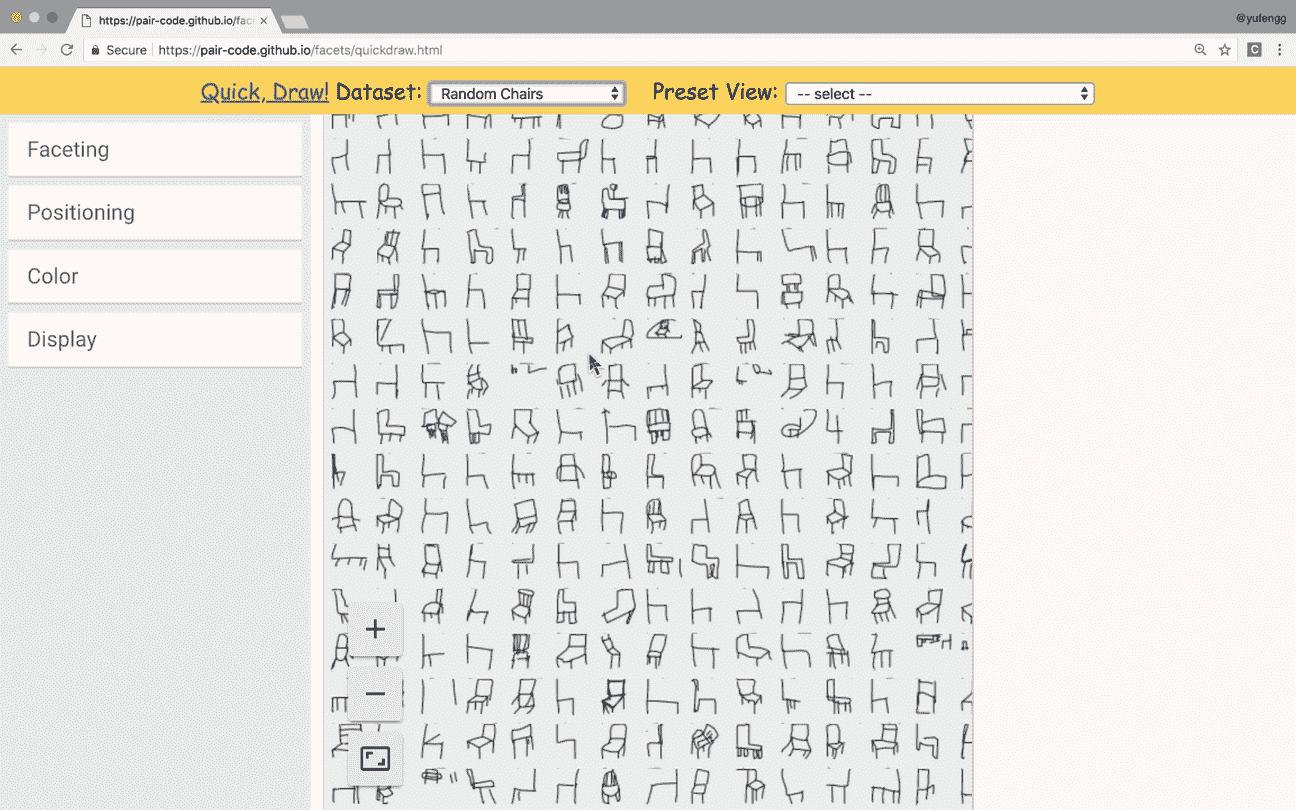 https://pair-code.github.io/fac
@yufengg
Secure https://pair-code.github.io/facets/quickdraw.html
Quick, Draw! Dataset: Random Chairs Preset View: -- select --
Faceting
Positioning
Color
Display